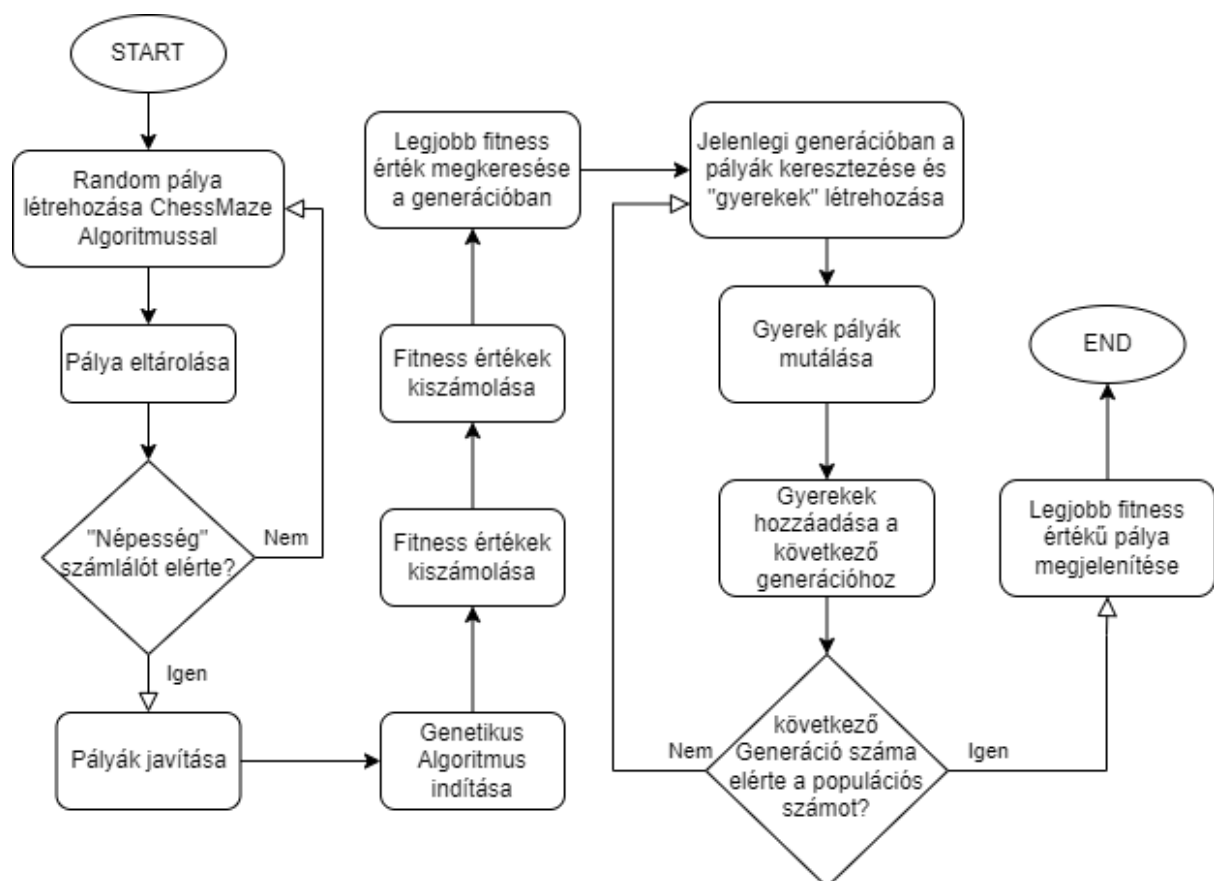 START
Random pálya
létrehozása ChessMaze
Algoritmussal
Pálya eltárolása
"Népesség"
számlálót elérte?
Nem
Igen
Pályák javítása
Genetikus
Algoritmus
indítása
Fitness értékek
kiszámolása
Fitness értékek
kiszámolása
Legjobb fitness
érték megkeresése
a generációban
Jelenlegi generációban a
pályák keresztezése és
"gyerekek" létrehozása
Gyerek pályák
mutálása
Gyerekek
hozzáadása a
következő
generációhoz
következő
Generáció száma
elérte a populációs
számot?
Nem
Igen
Legjobb fitness
értékű pálya
megjelenítése
END